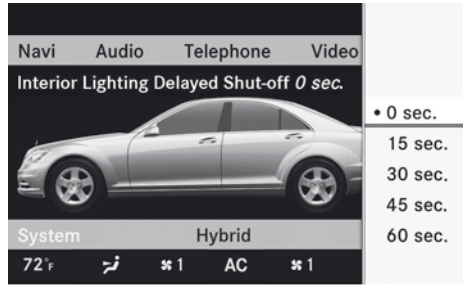 Navi Audio Telephone Video
Interior Lighting Delayed Shut-off 0 sec.
• 0 sec.
15 sec.
30 sec.
45 sec.
60 sec.
System Hybrid
72°F 1 AC 1